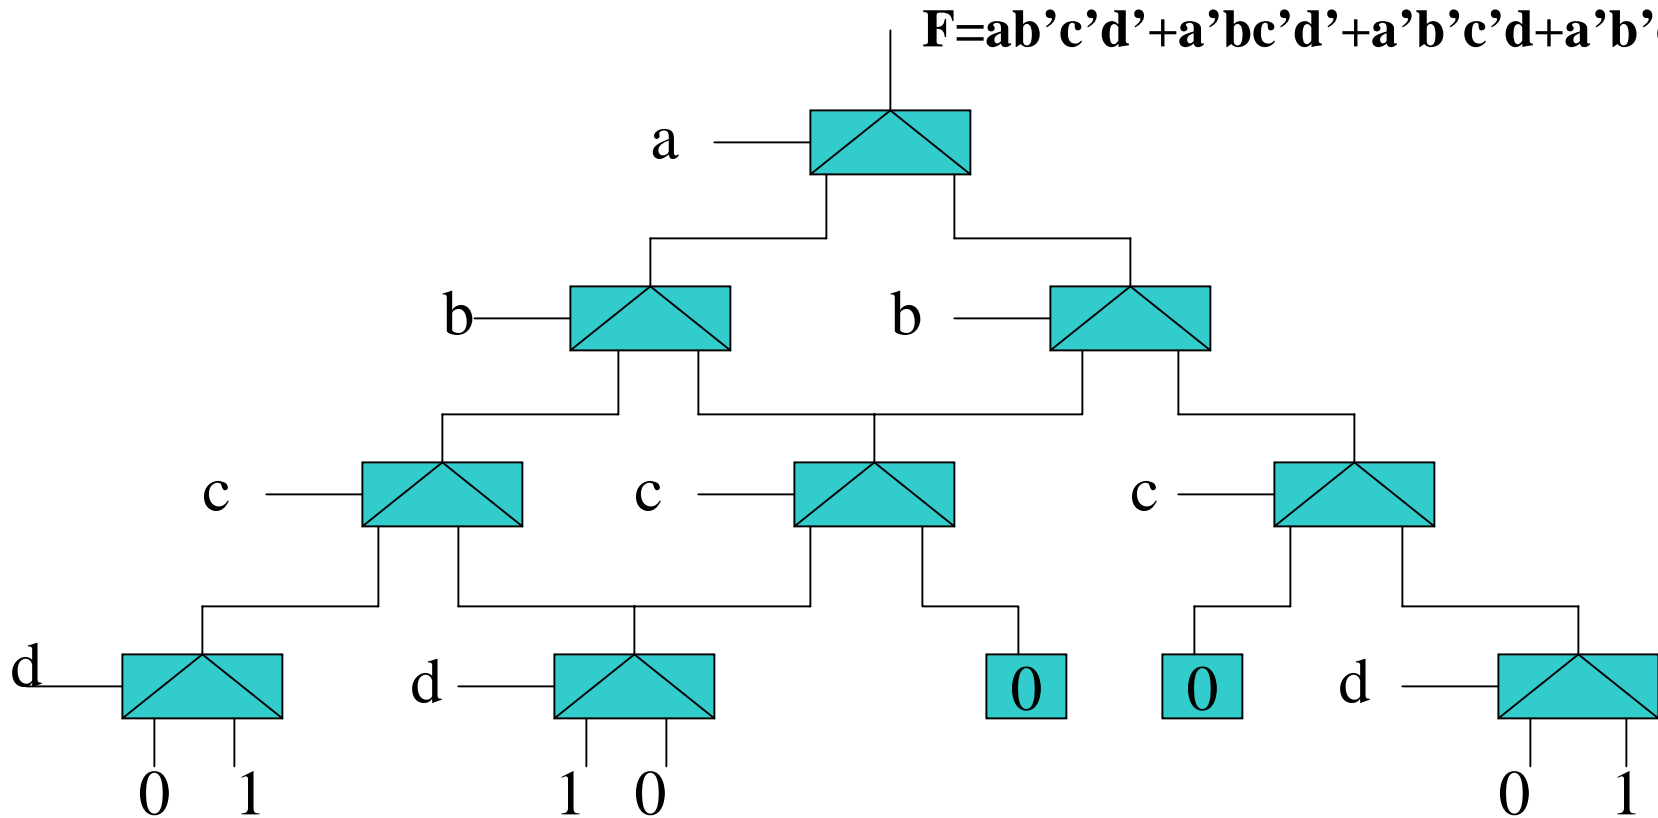 F=ab’c’d’+a’bc’d’+a’b’c’d+a’b’
a
b b
c c c
d d 0 0 d
0 1 1 0 0 1